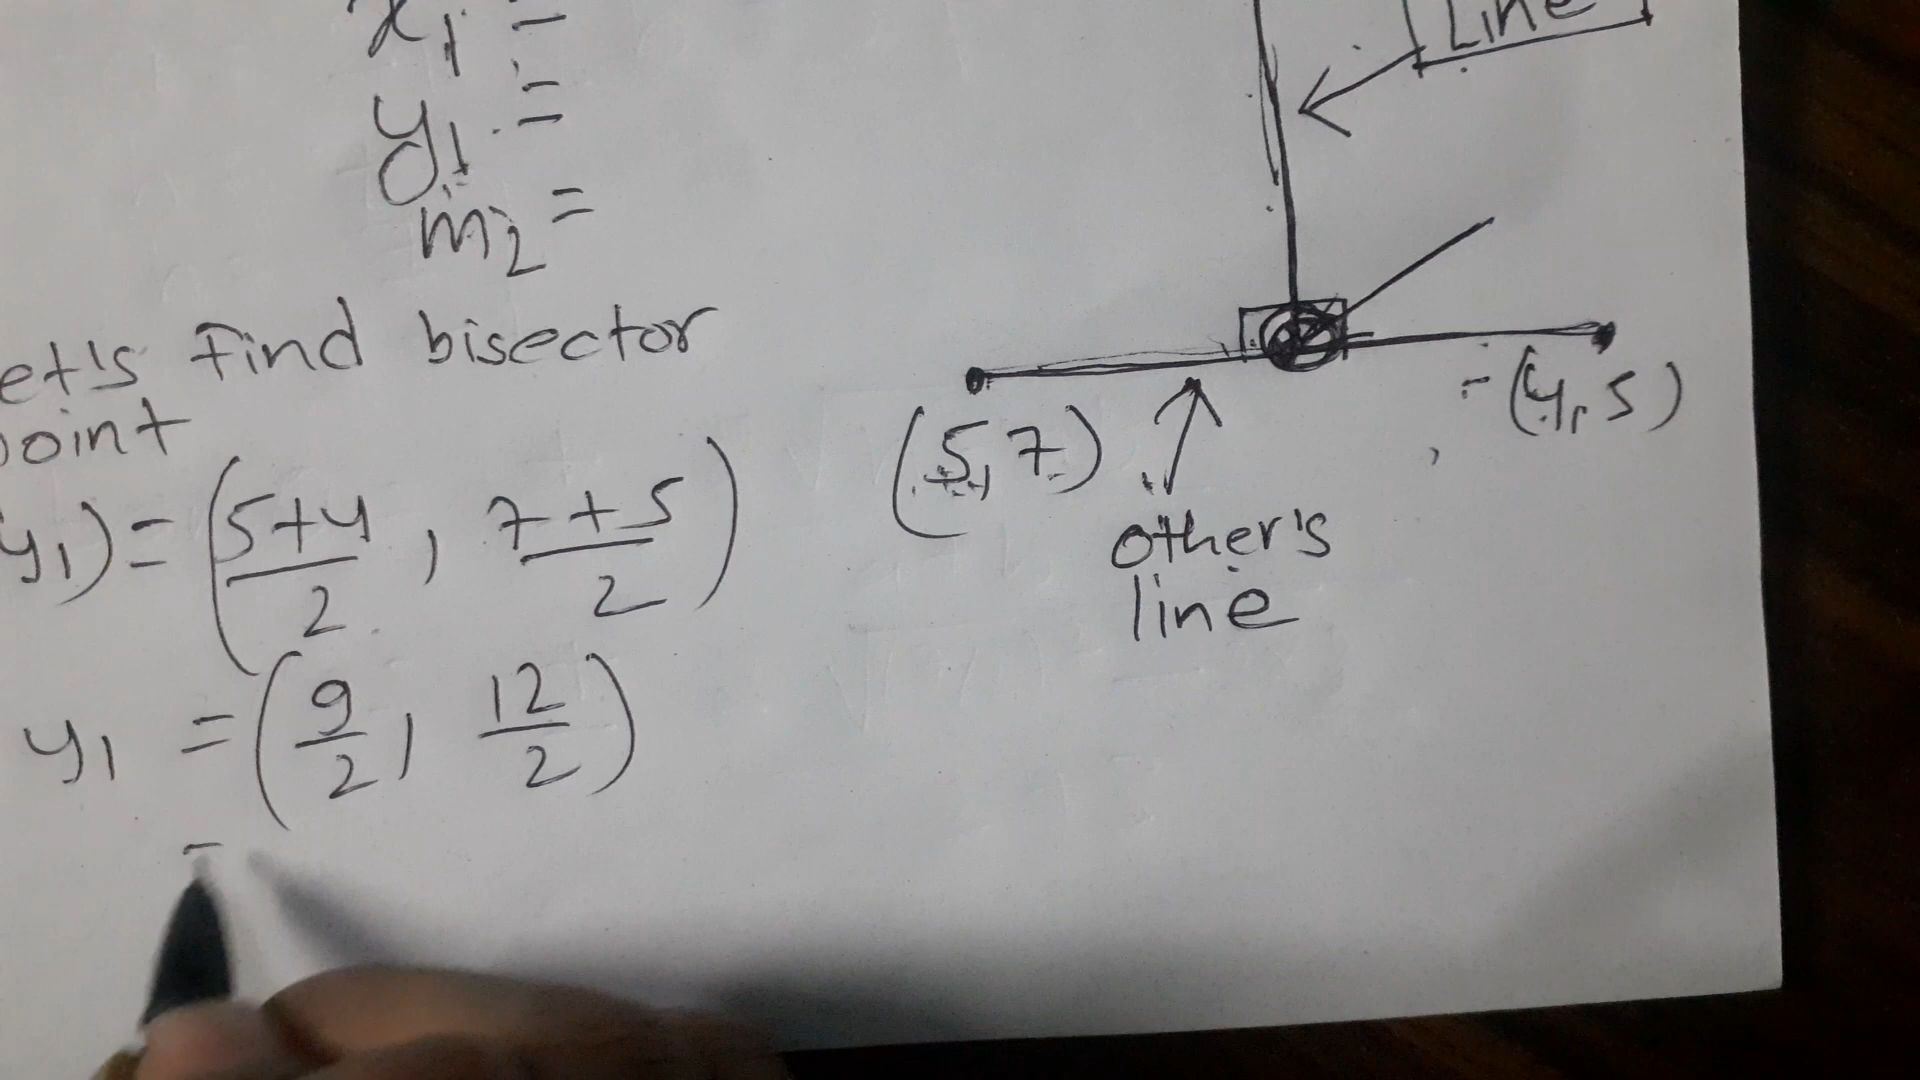 x₁ =
y₁ =
m₂ =
et's find bisector
point
y₁) = (5+4/2, 7+5/2)
y₁ = (9/2, 12/2)
=
Line
(5,7)
(4,5)
other's
line